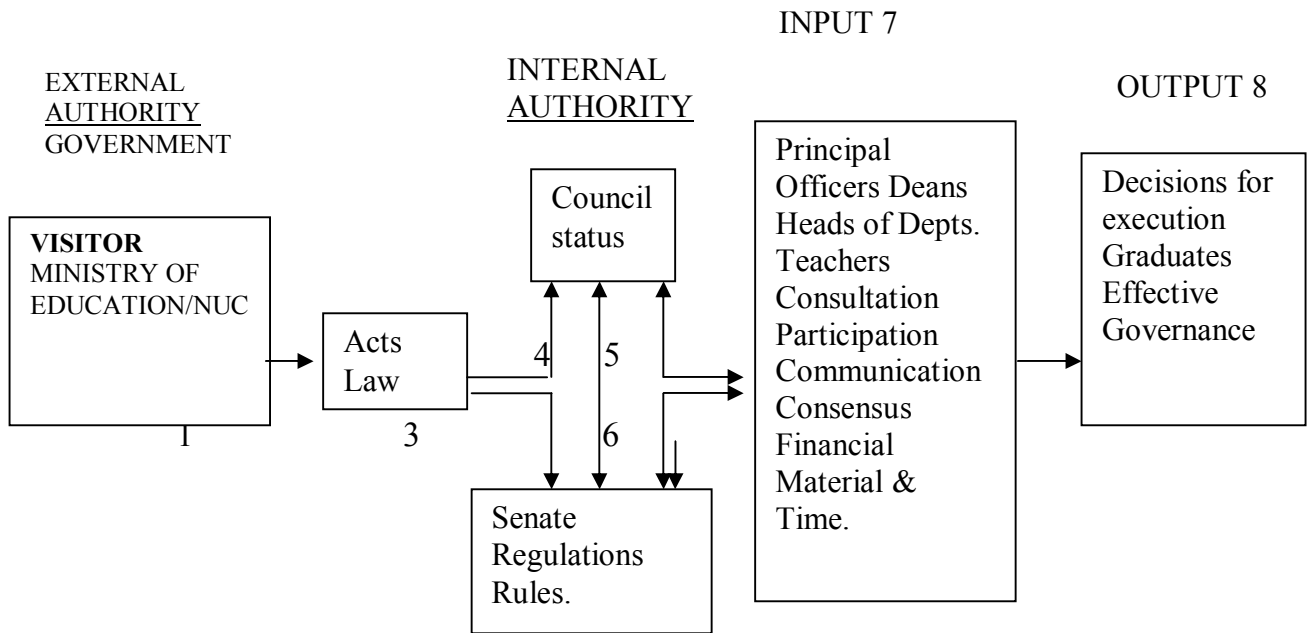 EXTERNAL
AUTHORITY
GOVERNMENT
VISITOR
MINISTRY OF
EDUCATION/NUC
1
Acts
Law
3
INTERNAL
AUTHORITY
Council
status
4
5
6
Senate
Regulations
Rules.
INPUT 7
Principal
Officers Deans
Heads of Depts.
Teachers
Consultation
Participation
Communication
Consensus
Financial
Material &
Time.
OUTPUT 8
Decisions for
execution
Graduates
Effective
Governance